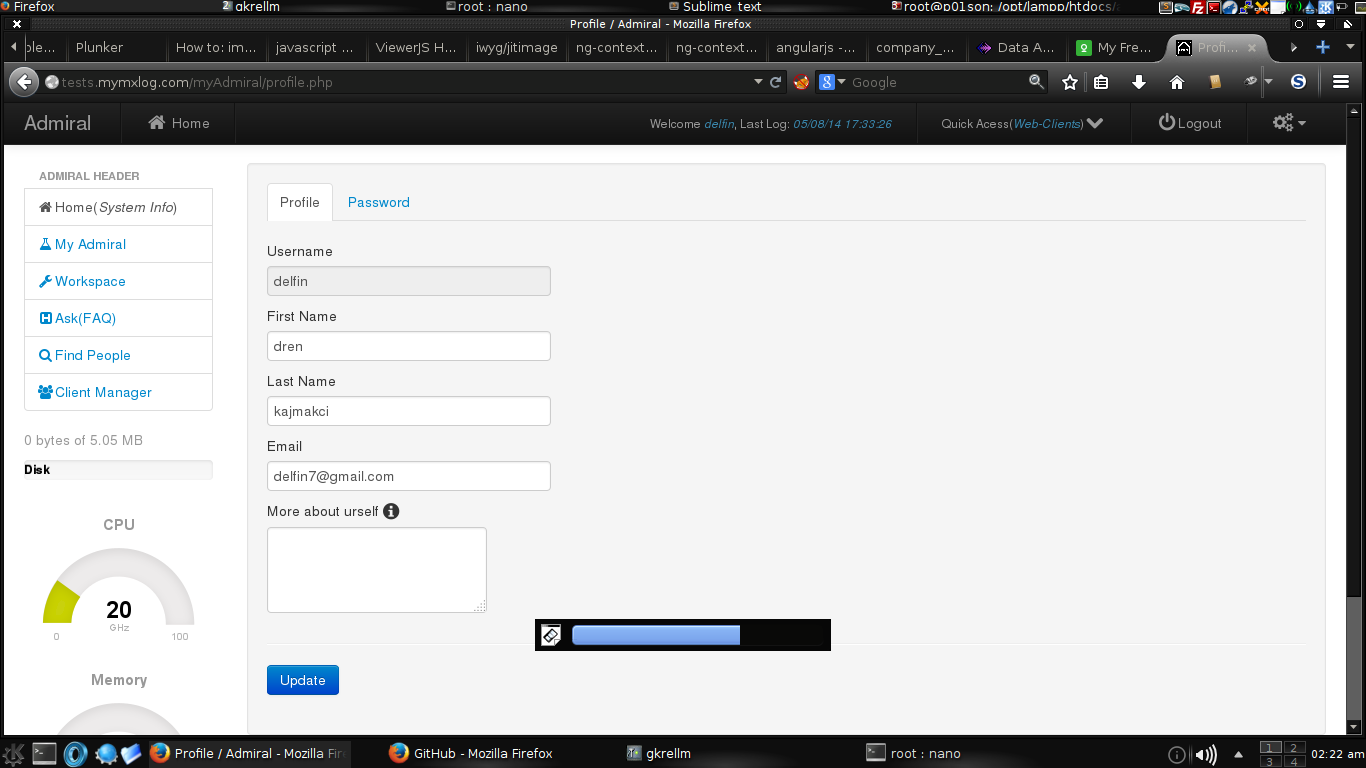 Firefox
gkrellm
root : nano
Sublime_text
root@p01son: /opt/lampp/htdocs/
Profile / Admiral - Mozilla Firefox
Plunker
How to: im...
javascript ...
ViewerJS H...
iwyg/jitimage
ng-context...
ng-context...
angularjs -...
company_...
Data A...
My Fre...
Profi...
tests.mymxlog.com/myAdmiral/profile.php
Google
Admiral
Home
Welcome delfin, Last Log: 05/08/14 17:33:26
Quick Acess(Web-Clients)
Logout
ADMIRAL HEADER
Home(System Info)
My Admiral
Workspace
Ask(FAQ)
Find People
Client Manager
0 bytes of 5.05 MB
Disk
CPU
20
GHz
0
100
Memory
Profile
Password
Username
delfin
First Name
dren
Last Name
kajmakci
Email
delfin7@gmail.com
More about urself
Update
Profile / Admiral - Mozilla Firef
GitHub - Mozilla Firefox
gkrellm
root : nano
1 2
3 4
02:22 am